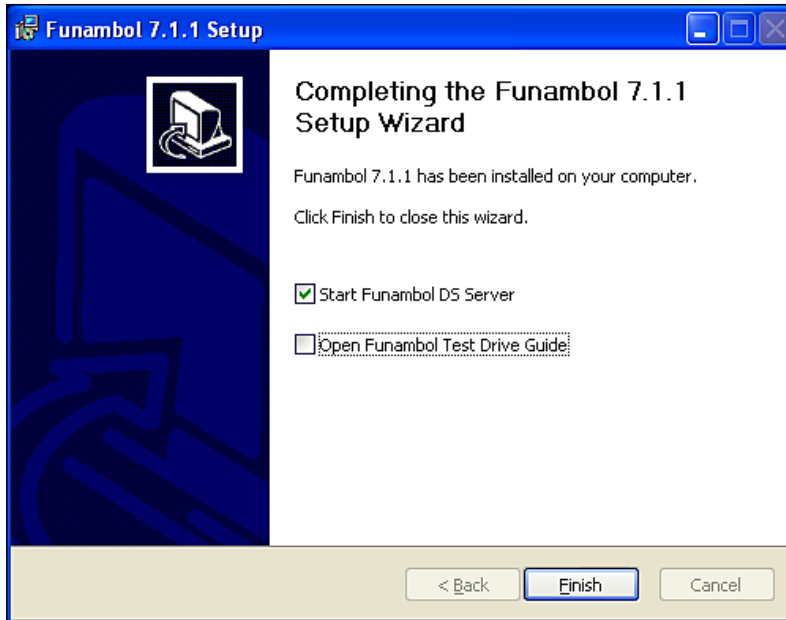 Funambol 7.1.1 Setup
Completing the Funambol 7.1.1
Setup Wizard
Funambol 7.1.1 has been installed on your computer.
Click Finish to close this wizard.
Start Funambol DS Server
Open Funambol Test Drive Guide
< Back Finish Cancel